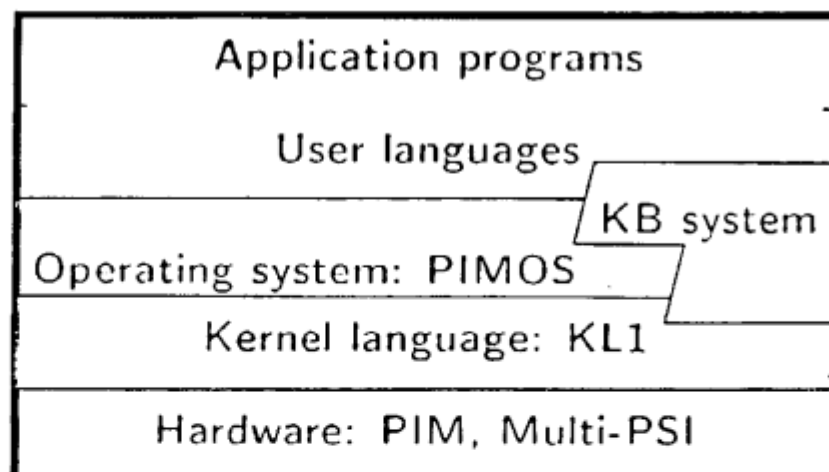 Application programs
User languages
KB system
Operating system: PIMOS
Kernel language: KL1
Hardware: PIM, Multi-PSI